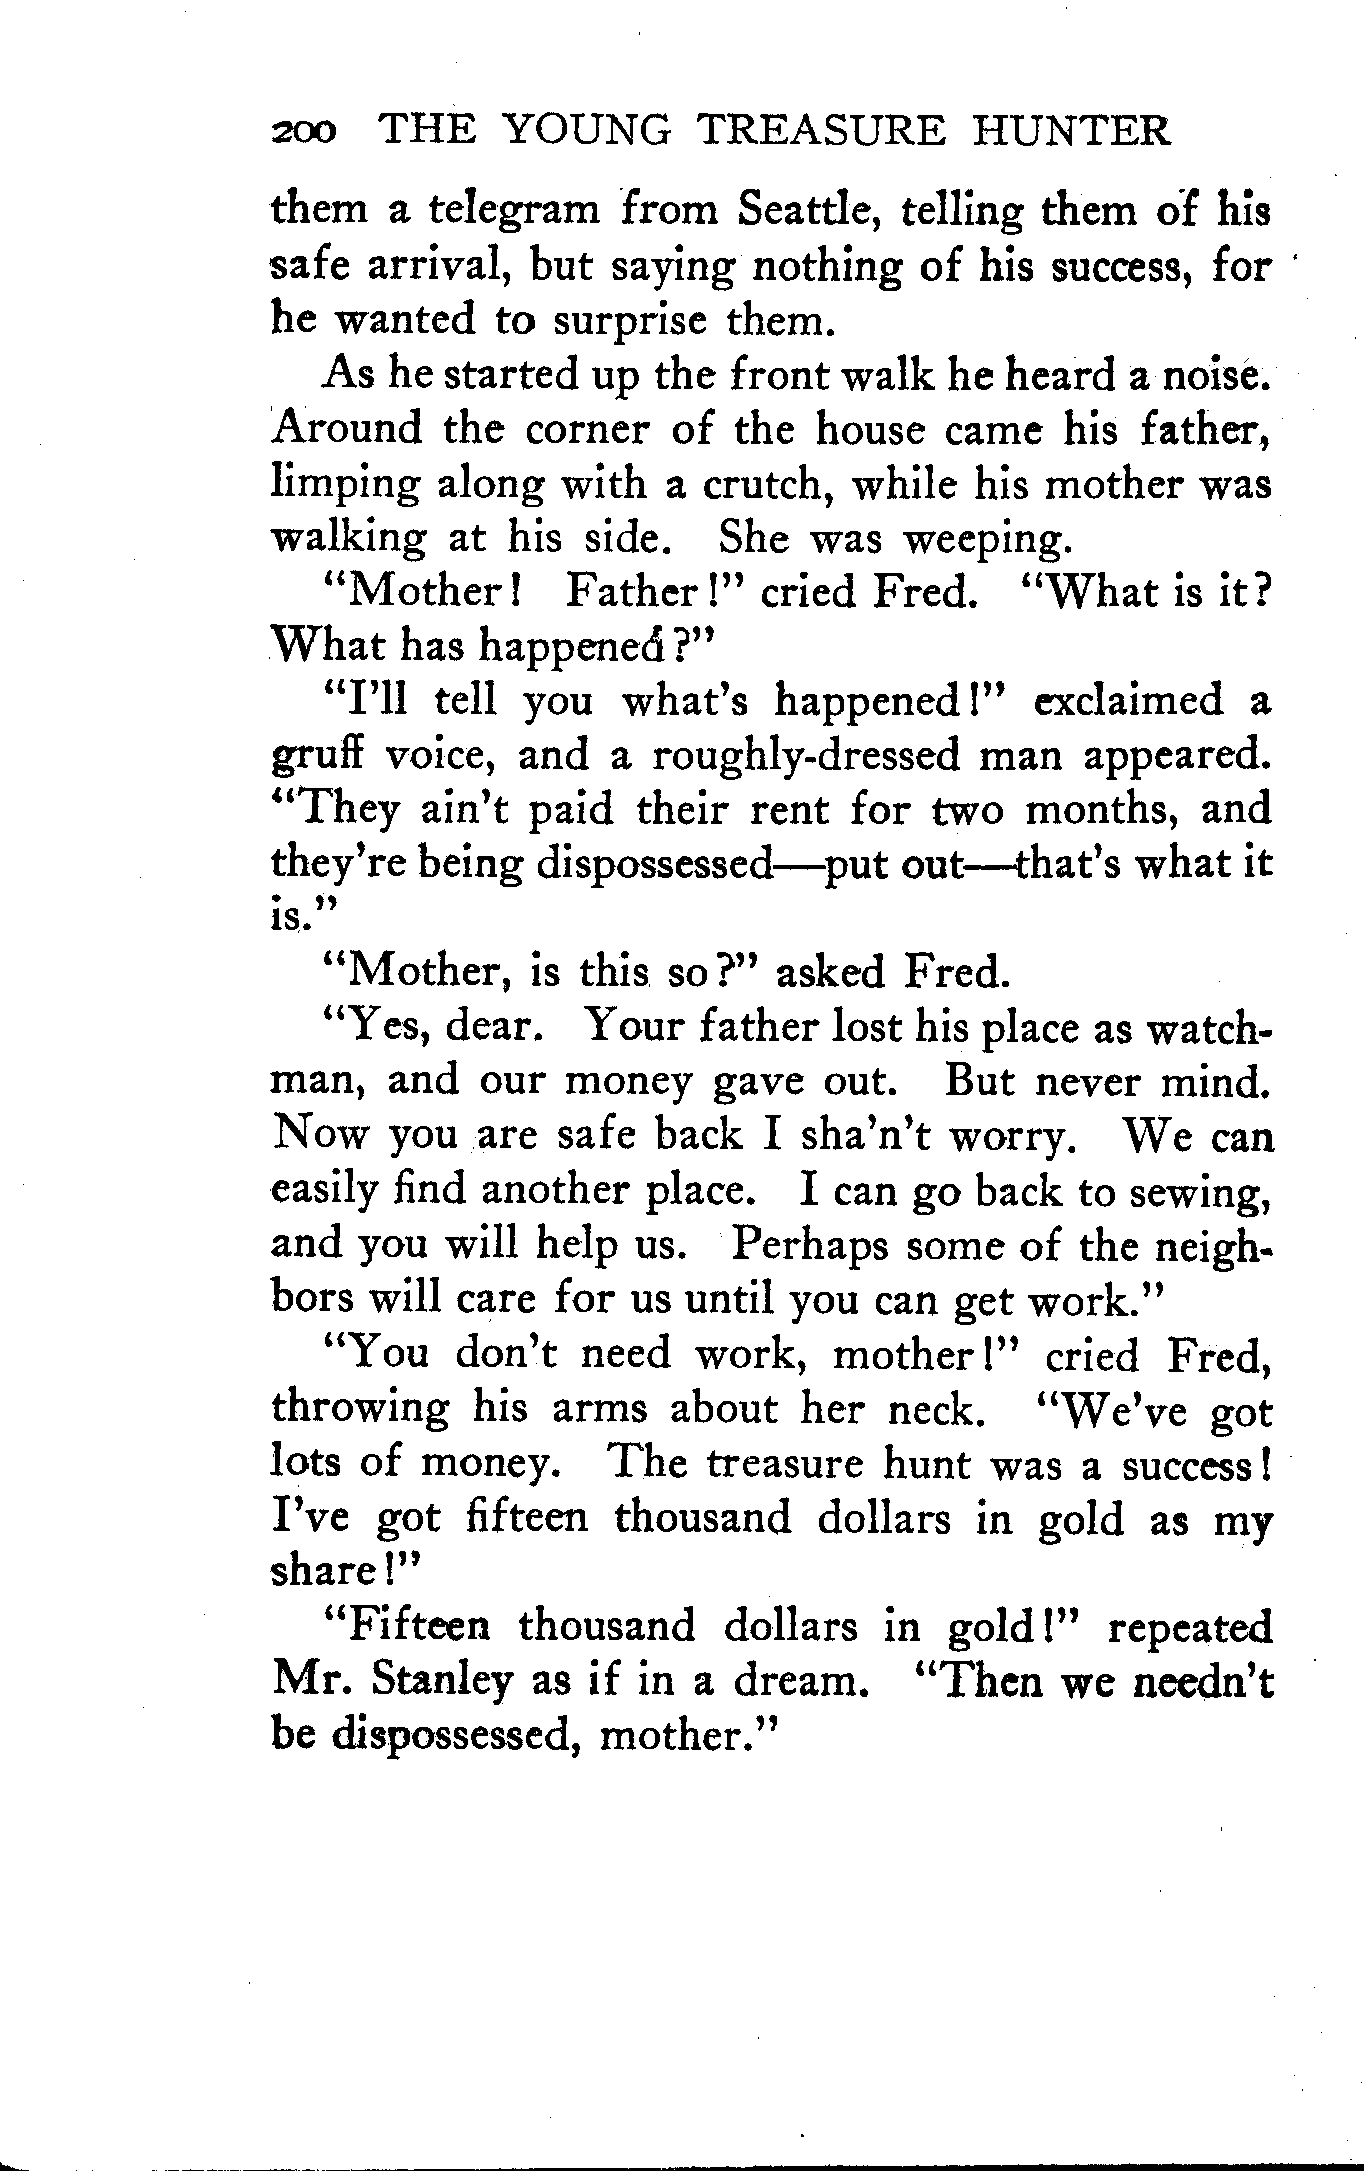 200 THE YOUNG TREASURE HUNTER
them a telegram from Seattle, telling them of his
safe arrival, but saying nothing of his success, for
he wanted to surprise them.
As he started up the front walk he heard a noise.
Around the corner of the house came his father,
limping along with a crutch, while his mother was
walking at his side. She was weeping.
“Mother! Father!” cried Fred. “What is it?
What has happened?”
“I’ll tell you what’s happened!” exclaimed a
gruff voice, and a roughly-dressed man appeared.
“They ain’t paid their rent for two months, and
they’re being dispossessed—put out—that’s what it
is.”
“Mother, is this so?” asked Fred.
“Yes, dear. Your father lost his place as watch-
man, and our money gave out. But never mind.
Now you are safe back I sha’n’t worry. We can
easily find another place. I can go back to sewing,
and you will help us. Perhaps some of the neigh-
bors will care for us until you can get work.”
“You don’t need work, mother!” cried Fred,
throwing his arms about her neck. “We’ve got
lots of money. The treasure hunt was a success!
I’ve got fifteen thousand dollars in gold as my
share!”
“Fifteen thousand dollars in gold!” repeated
Mr. Stanley as if in a dream. “Then we needn’t
be dispossessed, mother.”